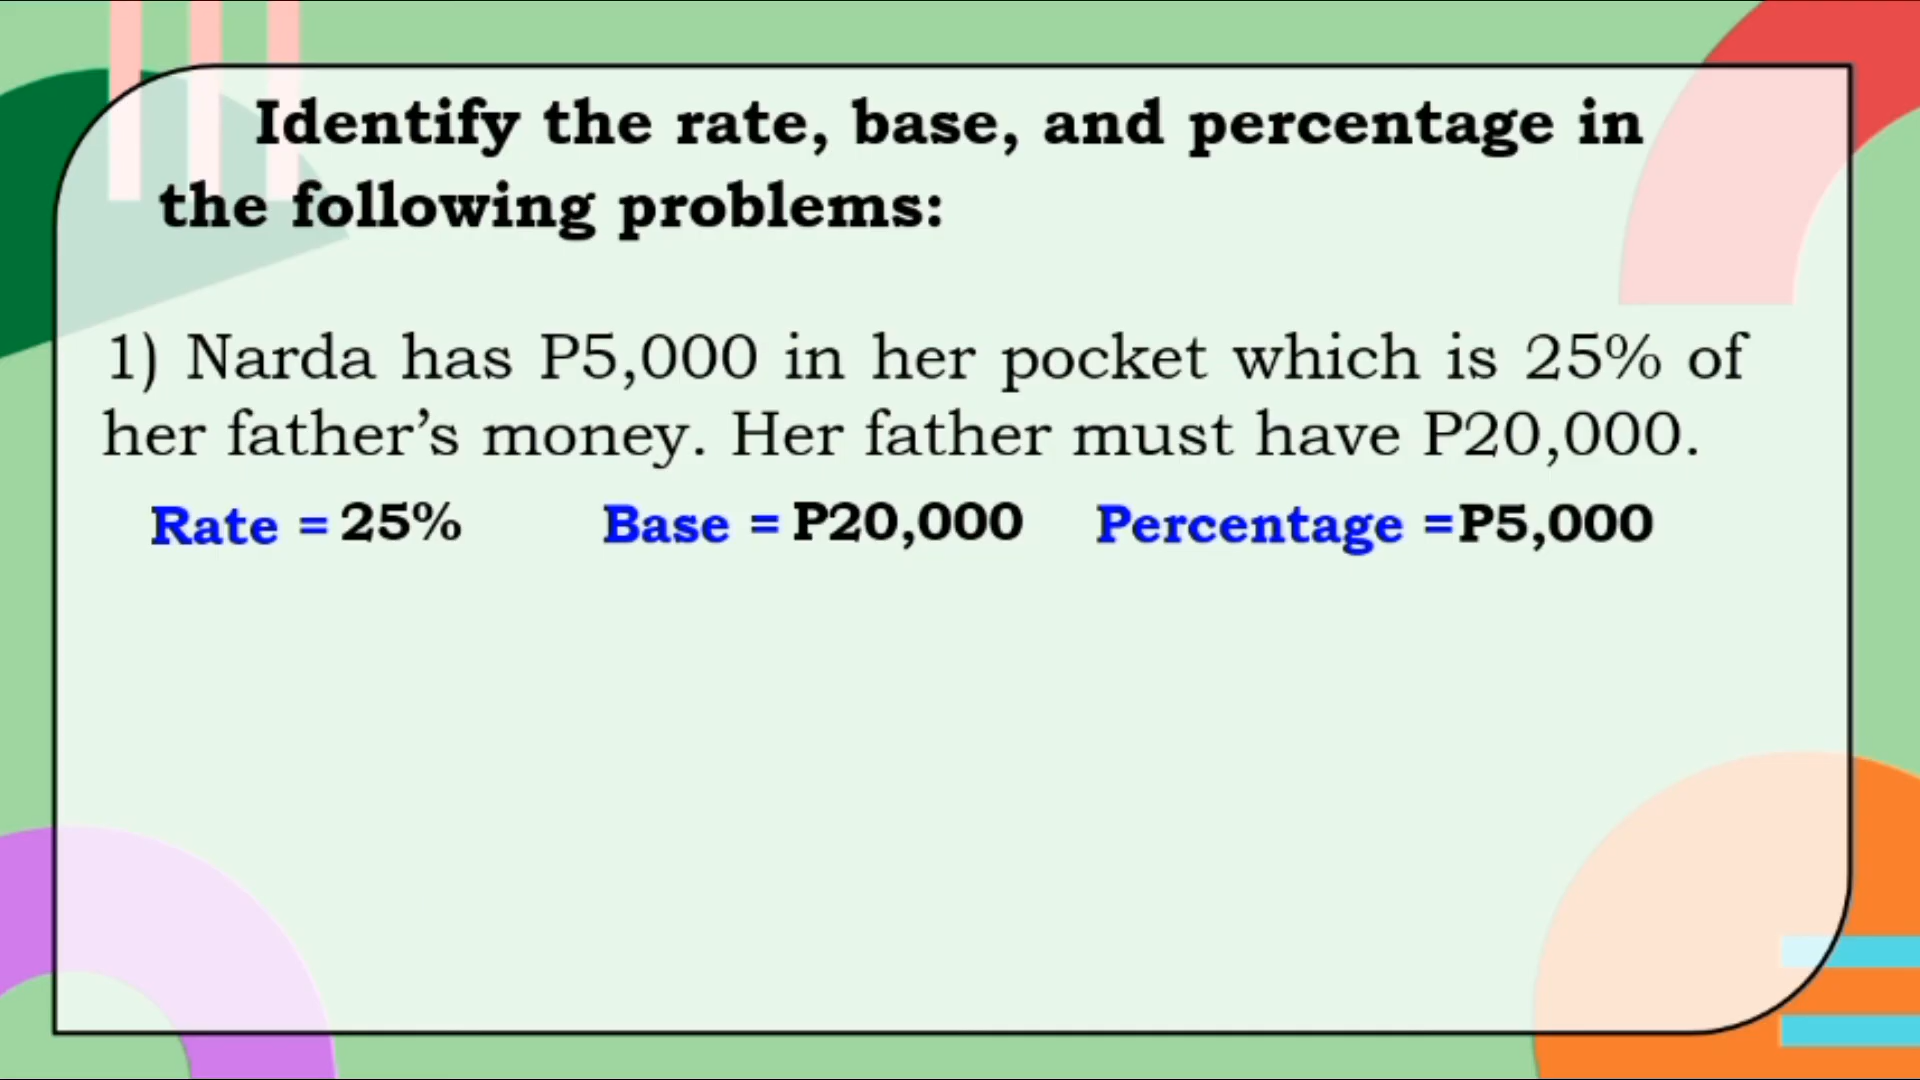 Identify the rate, base, and percentage in
the following problems:
1) Narda has P5,000 in her pocket which is 25% of
her father’s money. Her father must have P20,000.
Rate = 25% Base = P20,000 Percentage =P5,000